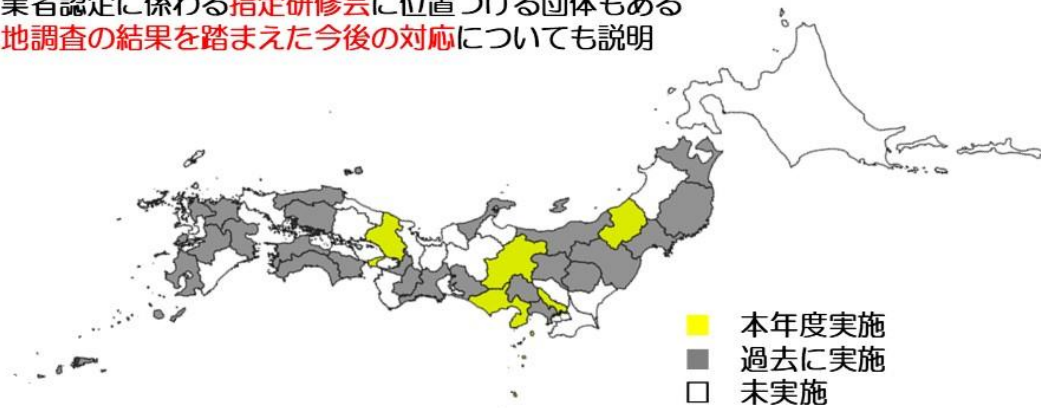 業者認定に係わる指定研修会に位置づける団体もある
地調査の結果を踏まえた今後の対応についても説明
本年度実施
過去に実施
未実施